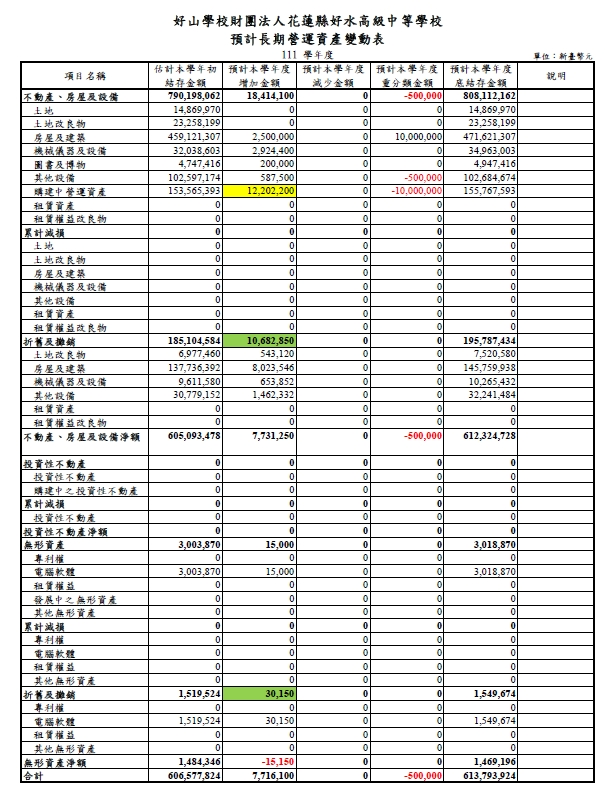 好山學校財團法人花蓮縣好水高級中等學校
預計長期營運資產變動表
111 學年度
單位：新臺幣元
項目名稱 估計本學年初結存金額 預計本學年度增加金額 預計本學年度減少金額 預計本學年度重分類金額 預計本學年度底結存金額 說明
不動產、房屋及設備 790,198,062 18,414,100 0 -500,000 808,112,162
土地 14,869,970 0 0 0 14,869,970
土地改良物 23,258,199 0 0 0 23,258,199
房屋及建築 459,121,307 2,500,000 0 10,000,000 471,621,307
機械儀器及設備 32,038,603 2,924,400 0 0 34,963,003
圖書及博物 4,747,416 200,000 0 0 4,947,416
其他設備 102,597,174 587,500 0 -500,000 102,684,674
購建中營運資產 153,565,393 12,202,200 0 -10,000,000 155,767,593
租賃資產 0 0 0 0 0
租賃權益改良物 0 0 0 0 0
累計減損 0 0 0 0 0
土地 0 0 0 0 0
土地改良物 0 0 0 0 0
房屋及建築 0 0 0 0 0
機械儀器及設備 0 0 0 0 0
其他設備 0 0 0 0 0
租賃資產 0 0 0 0 0
租賃權益改良物 0 0 0 0 0
折舊及攤銷 185,104,584 10,682,850 0 0 195,787,434
土地改良物 6,977,460 543,120 0 0 7,520,580
房屋及建築 137,736,392 8,023,546 0 0 145,759,938
機械儀器及設備 9,611,580 653,852 0 0 10,265,432
其他設備 30,779,152 1,462,332 0 0 32,241,484
租賃資產 0 0 0 0 0
租賃權益改良物 0 0 0 0 0
不動產、房屋及設備淨額 605,093,478 7,731,250 0 -500,000 612,324,728
投資性不動產 0 0 0 0 0
投資性不動產 0 0 0 0 0
購建中之投資性不動產 0 0 0 0 0
累計減損 0 0 0 0 0
投資性不動產 0 0 0 0 0
投資性不動產淨額 0 0 0 0 0
無形資產 3,003,870 15,000 0 0 3,018,870
專利權 0 0 0 0 0
電腦軟體 3,003,870 15,000 0 0 3,018,870
租賃權益 0 0 0 0 0
發展中之無形資產 0 0 0 0 0
其他無形資產 0 0 0 0 0
累計減損 0 0 0 0 0
專利權 0 0 0 0 0
電腦軟體 0 0 0 0 0
租賃權益 0 0 0 0 0
其他無形資產 0 0 0 0 0
折舊及攤銷 1,519,524 30,150 0 0 1,549,674
專利權 0 0 0 0 0
電腦軟體 1,519,524 30,150 0 0 1,549,674
租賃權益 0 0 0 0 0
其他無形資產 0 0 0 0 0
無形資產淨額 1,484,346 -15,150 0 0 1,469,196
合計 606,577,824 7,716,100 0 -500,000 613,793,924